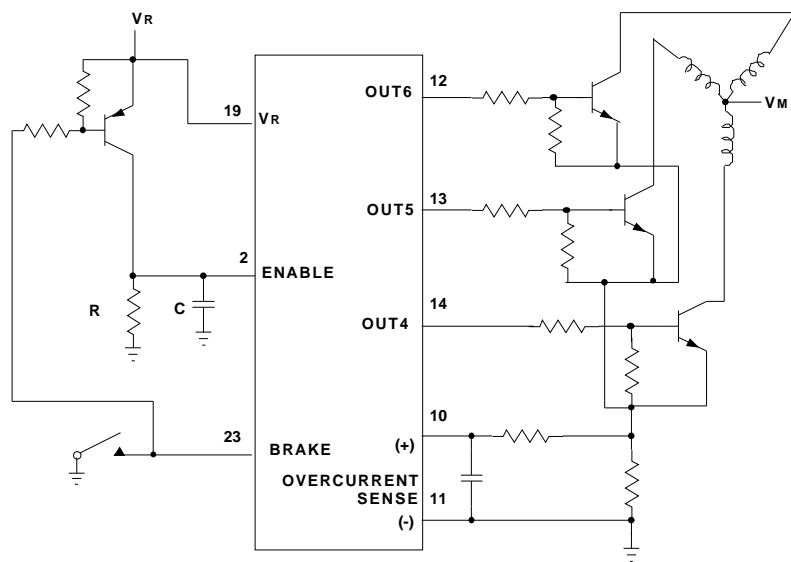 VR
19
VR
OUT6
12
VM
OUT5
13
2
ENABLE
R
C
14
OUT4
23
BRAKE
10
(+)
OVERCURRENT
SENSE
11
(-)